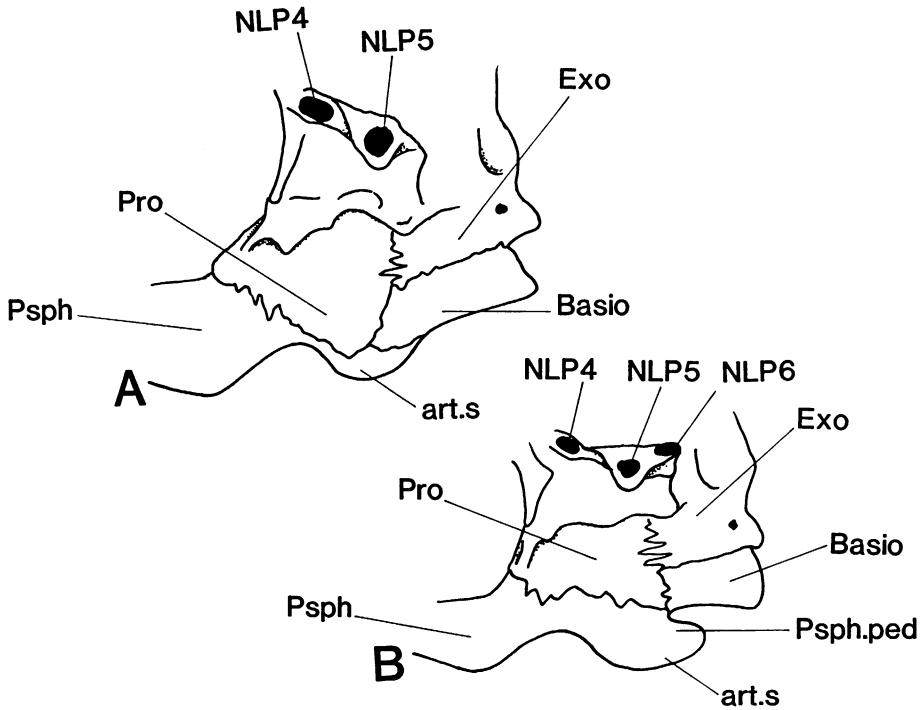 NLP4
NLP5
Exo
Pro
Psph
Basio
A
art.s
NLP4 NLP5 NLP6
Exo
Pro
Basio
Psph
Psph.ped
B
art.s